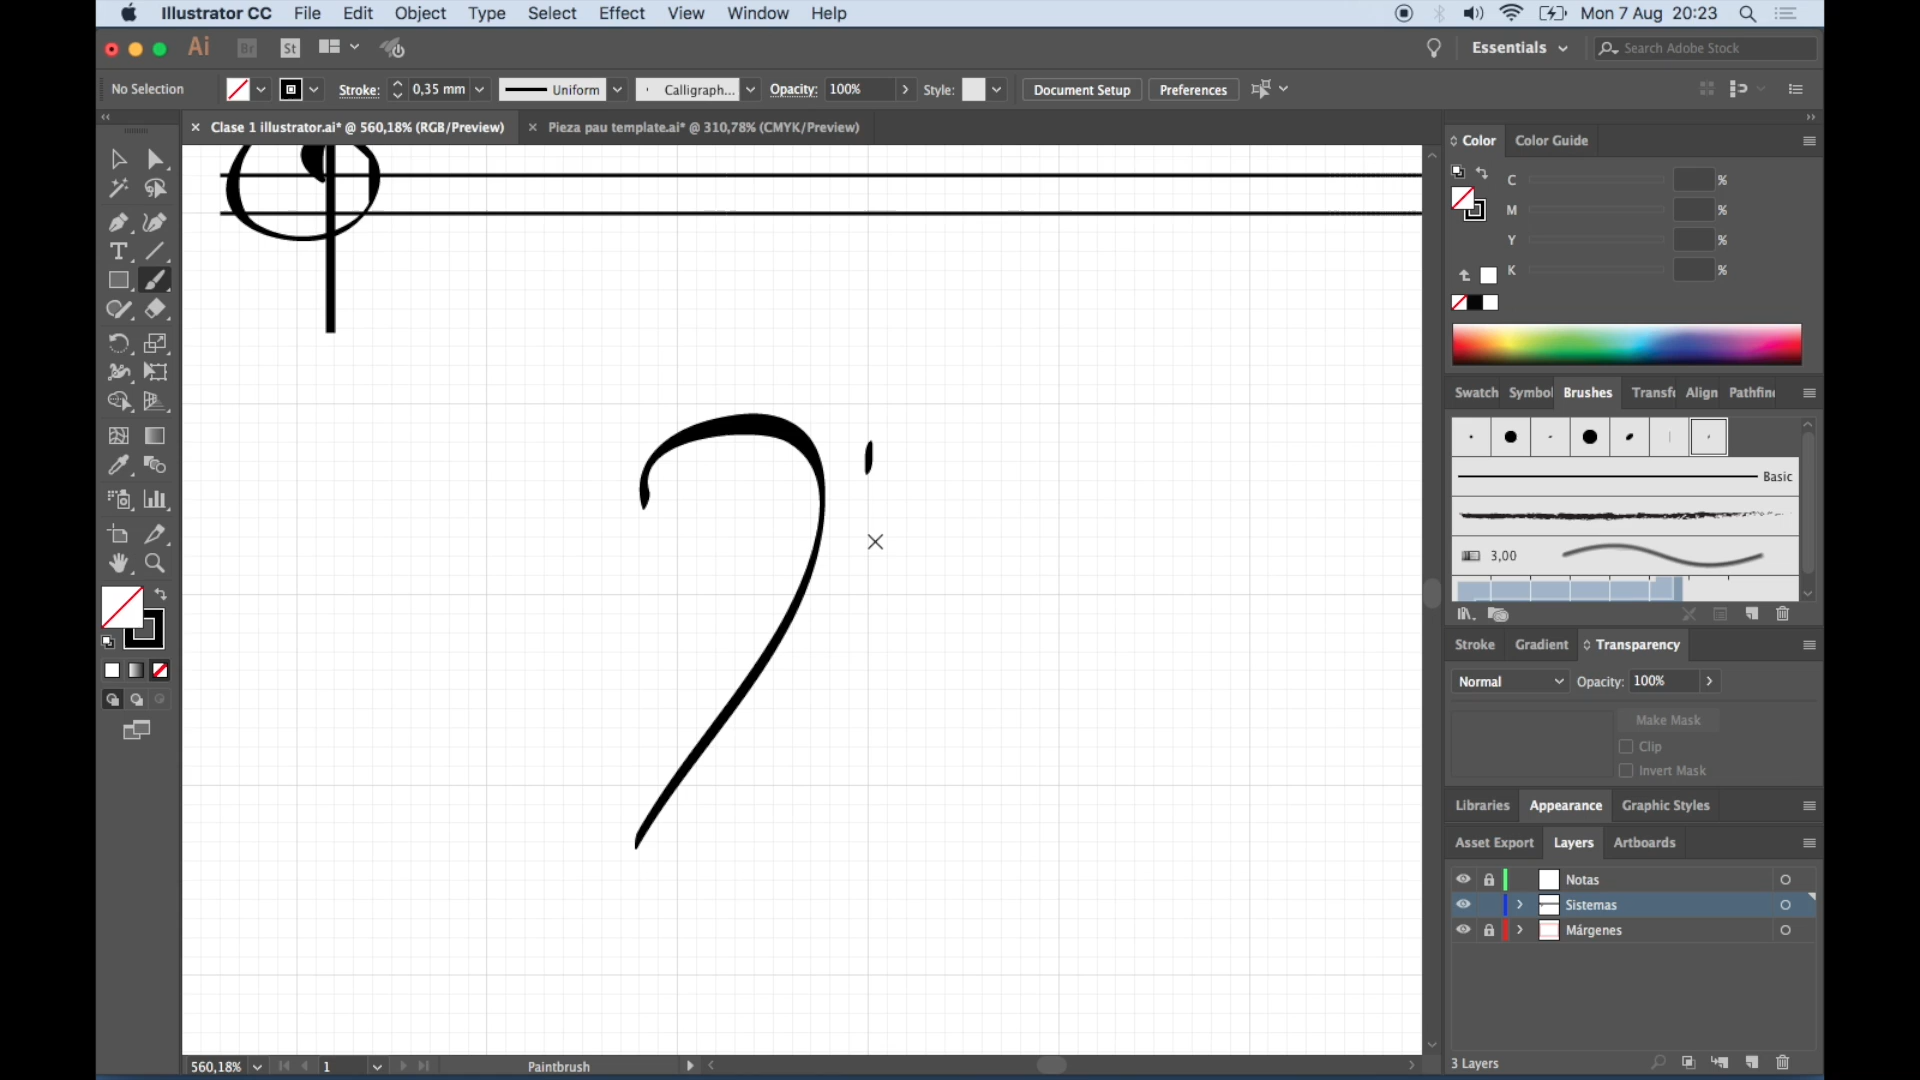 Illustrator CC File Edit Object Type Select Effect View Window Help Mon 7 Aug 20:23
Ai Br St Essentials Search Adobe Stock
No Selection Stroke: 0,35 mm Uniform Calligraph... Opacity: 100% Style: Document Setup Preferences
× Clase 1 illustrator.ai* @ 560,18% (RGB/Preview) × Pieza pau template.ai* @ 310,78% (CMYK/Preview)
Color Color Guide
C %
M %
Y %
K %
Swatch Symbol Brushes Transf Align Pathfin
Basic
3,00
Stroke Gradient Transparency
Normal Opacity: 100%
Make Mask
Clip
Invert Mask
Libraries Appearance Graphic Styles
Asset Export Layers Artboards
Notas
Sistemas
Márgenes
3 Layers
560,18% 1 Paintbrush